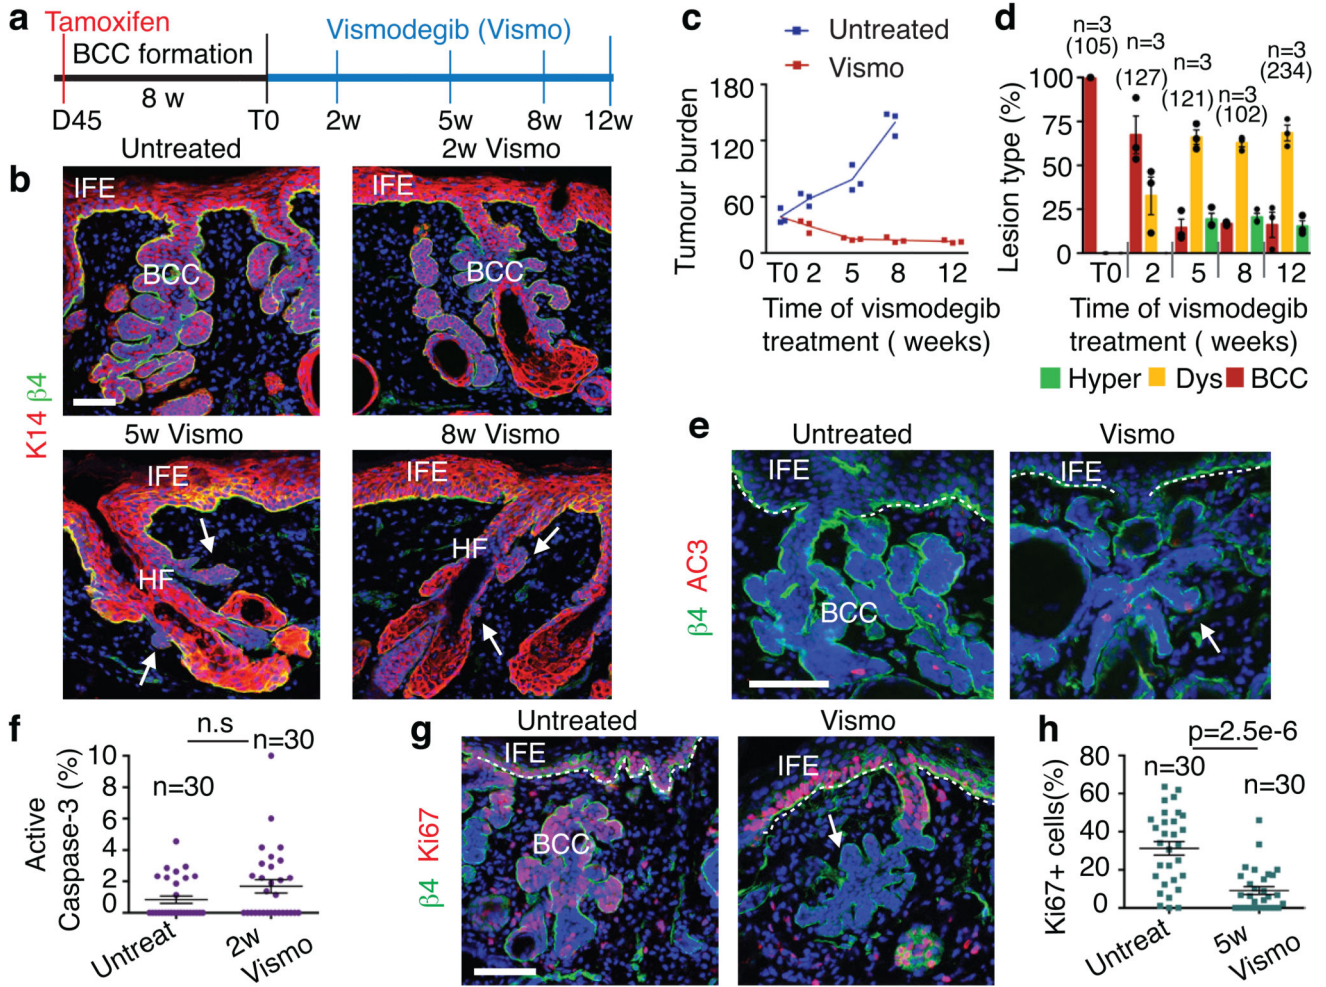 a
Tamoxifen
BCC formation
8 w
Vismodegib (Vismo)
D45 T0 2w 5w 8w 12w
b
K14 β4
Untreated
IFE
BCC
2w Vismo
IFE
BCC
5w Vismo
IFE
HF
8w Vismo
IFE
HF
c
Untreated
Vismo
Tumour burden
180
120
60
0
T0 2 5 8 12
Time of vismodegib
treatment ( weeks)
d
n=3
(105)
n=3
(127)
n=3
(121)
n=3
(102)
n=3
(234)
Lesion type (%)
100
75
50
25
0
T0 2 5 8 12
Time of vismodegib
treatment ( weeks)
Hyper Dys BCC
e
β4 AC3
Untreated
IFE
BCC
Vismo
IFE
f
n.s
n=30
n=30
Active
Caspase-3 (%)
10
8
6
4
2
0
Untreat
2w
Vismo
g
β4 Ki67
Untreated
IFE
BCC
Vismo
IFE
h
p=2.5e-6
n=30
n=30
Ki67+ cells(%)
80
60
40
20
0
Untreat
5w
Vismo